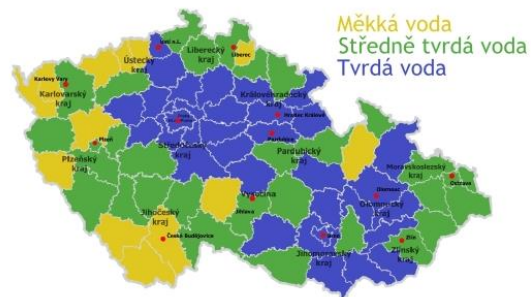 Měkká voda
Středně tvrdá voda
Tvrdá voda
Ústí n.L.
Liberecký
kraj
Liberec
Ústecký
kraj
Karlovy Vary
Karlovarský
kraj
Královéhradecký
kraj
Hradec Králové
Pardubice
Středočeský
kraj
Plzeň
Plzeňský
kraj
Pardubický
kraj
Moravskoslezský
kraj
Ostrava
Olomouc
Olomoucký
kraj
Vysočina
Jihlava
Jihočeský
kraj
České Budějovice
Brno
Jihomoravský
kraj
Zlín
Zlínský
kraj